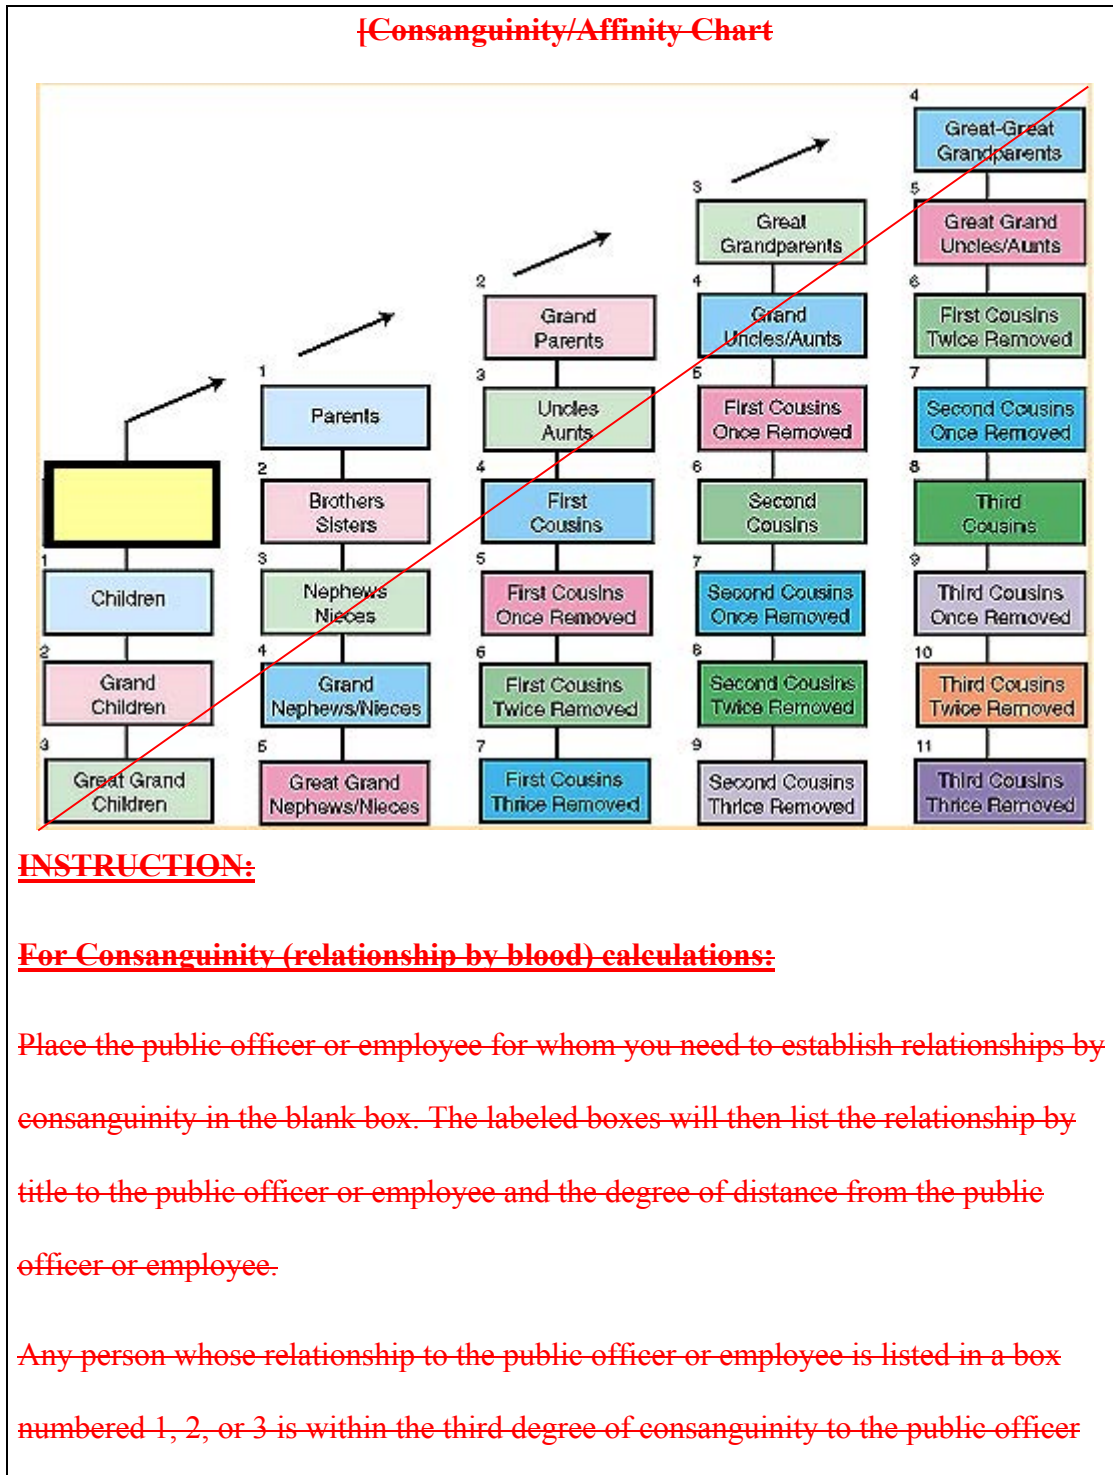 [Consanguinity/Affinity Chart
1
Children
2
Grand
Children
3
Great Grand
Children
1
Parents
2
Brothers
Sisters
3
Nephews
Nieces
4
Grand
Nephews/Nieces
5
Great Grand
Nephews/Nieces
2
Grand
Parents
3
Uncles
Aunts
4
First
Cousins
5
First Cousins
Once Removed
6
First Cousins
Twice Removed
7
First Cousins
Thrice Removed
3
Great
Grandparents
4
Grand
Uncles/Aunts
5
First Cousins
Once Removed
6
Second
Cousins
7
Second Cousins
Once Removed
8
Second Cousins
Twice Removed
9
Second Cousins
Thrice Removed
4
Great-Great
Grandparents
5
Great Grand
Uncles/Aunts
6
First Cousins
Twice Removed
7
Second Cousins
Once Removed
8
Third
Cousins
9
Third Cousins
Once Removed
10
Third Cousins
Twice Removed
11
Third Cousins
Thrice Removed
INSTRUCTION:
For Consanguinity (relationship by blood) calculations:
Place the public officer or employee for whom you need to establish relationships by
consanguinity in the blank box. The labeled boxes will then list the relationship by
title to the public officer or employee and the degree of distance from the public
officer or employee.
Any person whose relationship to the public officer or employee is listed in a box
numbered 1, 2, or 3 is within the third degree of consanguinity to the public officer